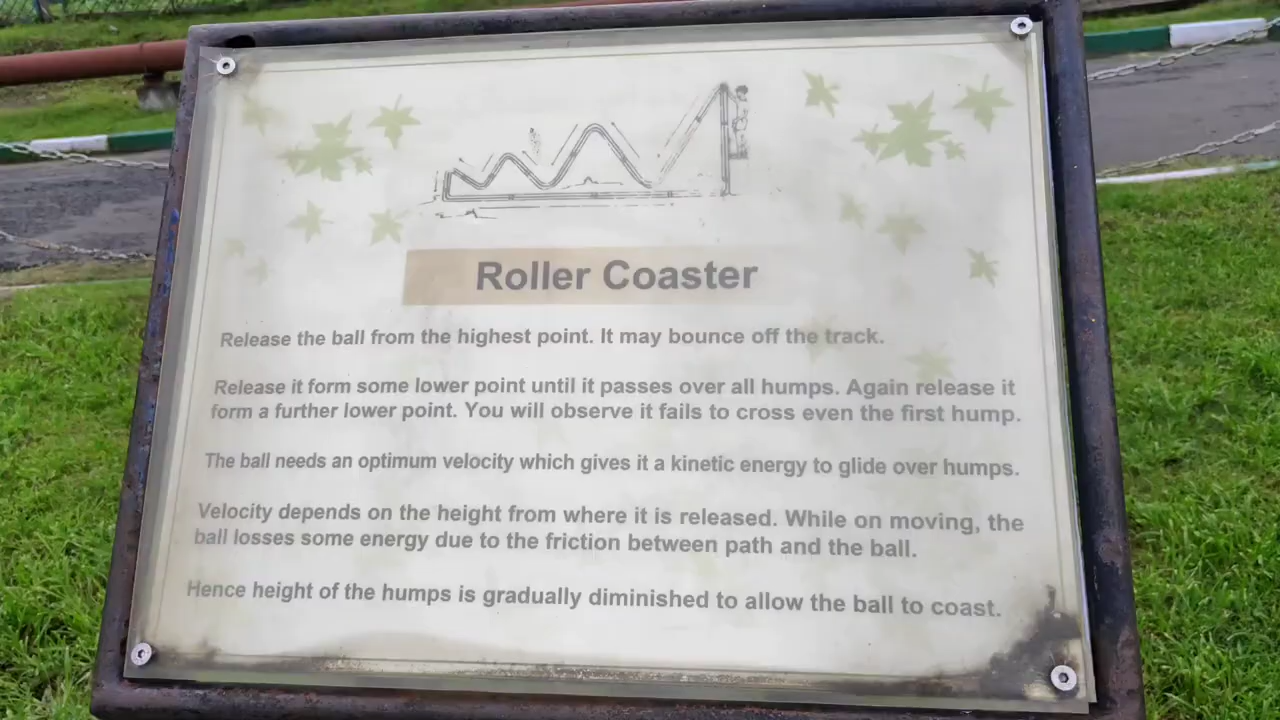 Roller Coaster
Release the ball from the highest point. It may bounce off the track.
Release it form some lower point until it passes over all humps. Again release it
form a further lower point. You will observe it fails to cross even the first hump.
The ball needs an optimum velocity which gives it a kinetic energy to glide over humps.
Velocity depends on the height from where it is released. While on moving, the
ball losses some energy due to the friction between path and the ball.
Hence height of the humps is gradually diminished to allow the ball to coast.